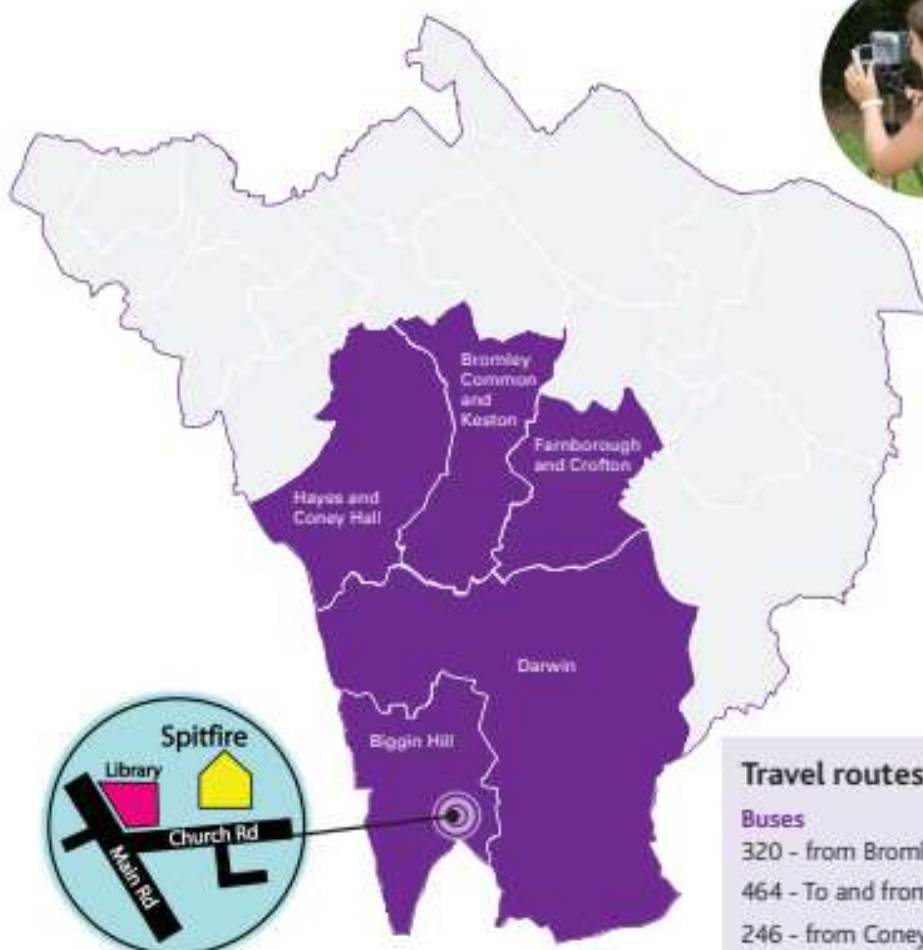 Bromley
Common
and
Keston
Farnborough
and Crofton
Hayes and
Coney Hall
Darwin
Biggin Hill
Spitfire
Library
Church Rd
Main Rd
Travel routes
Buses
320 - from Broml
464 - To and from
246 - from Coney